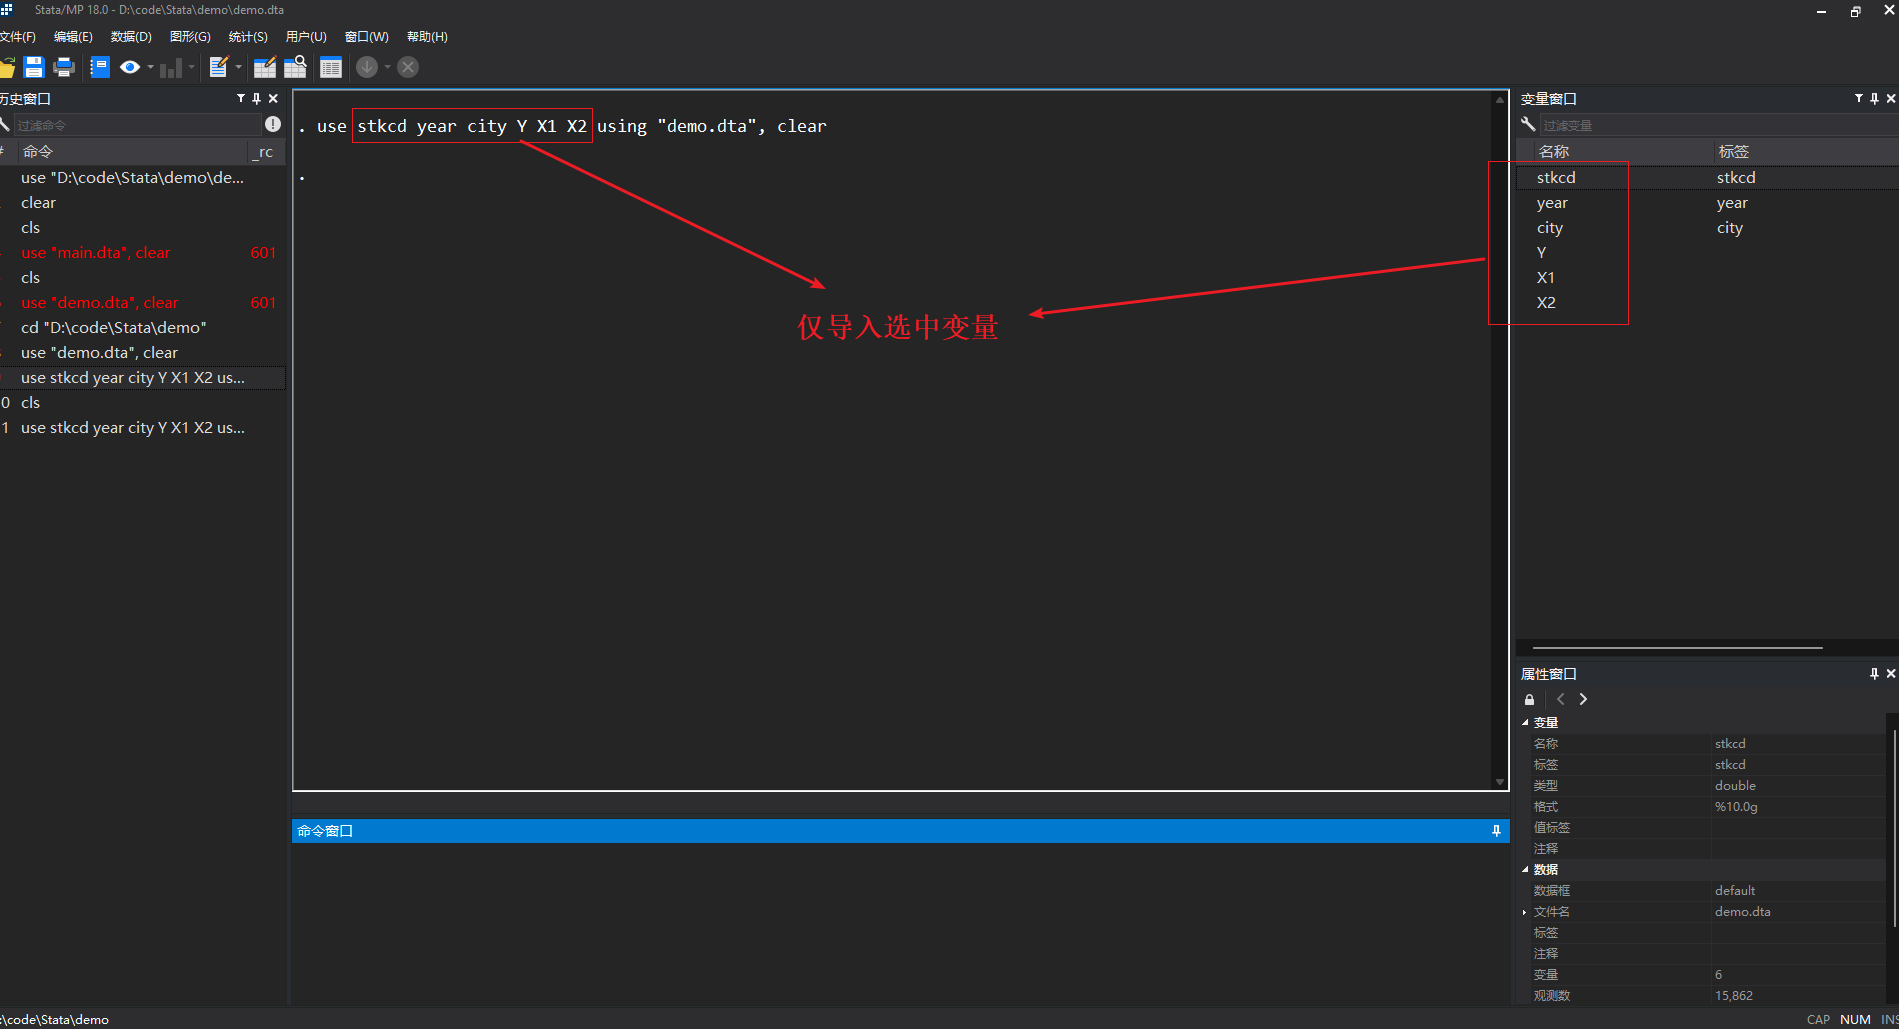 Stata/MP 18.0 - D:\code\Stata\demo\demo.dta
文件(F) 编辑(E) 数据(D) 图形(G) 统计(S) 用户(U) 窗口(W) 帮助(H)
历史窗口
过滤命令
# 命令 _rc
use "D:\code\Stata\demo\de...
clear
cls
use "main.dta", clear 601
cls
use "demo.dta", clear 601
cd "D:\code\Stata\demo"
use "demo.dta", clear
use stkcd year city Y X1 X2 us...
0 cls
1 use stkcd year city Y X1 X2 us...
. use stkcd year city Y X1 X2 using "demo.dta", clear
.
仅导入选中变量
命令窗口
变量窗口
过滤变量
名称 标签
stkcd stkcd
year year
city city
Y
X1
X2
属性窗口
变量
名称 stkcd
标签 stkcd
类型 double
格式 %10.0g
值标签
注释
数据
数据框 default
文件名 demo.dta
标签
注释
变量 6
观测数 15,862
:\code\Stata\demo
CAP NUM INS